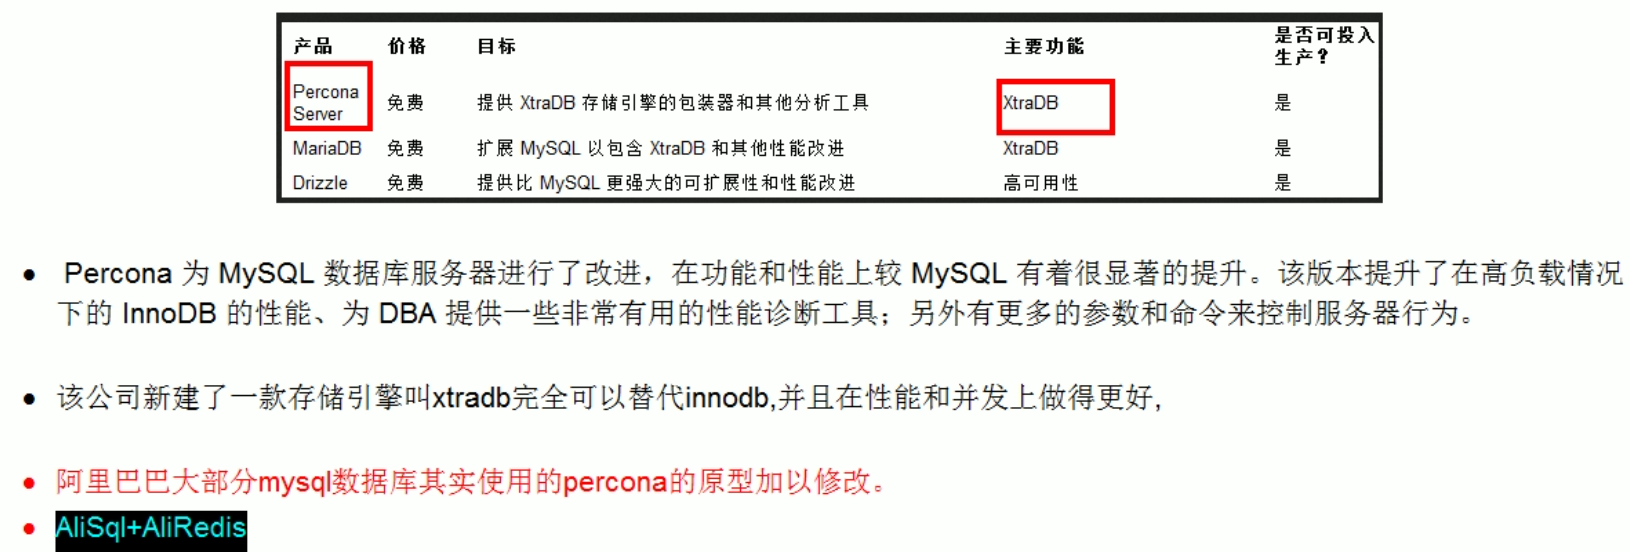 产品 价格 目标 主要功能 是否可投入生产？
Percona Server 免费 提供 XtraDB 存储引擎的包装器和其他分析工具 XtraDB 是
MariaDB 免费 扩展 MySQL 以包含 XtraDB 和其他性能改进 XtraDB 是
Drizzle 免费 提供比 MySQL 更强大的可扩展性和性能改进 高可用性 是
• Percona 为 MySQL 数据库服务器进行了改进，在功能和性能上较 MySQL 有着很显著的提升。该版本提升了在高负载情况
下的 InnoDB 的性能、为 DBA 提供一些非常有用的性能诊断工具；另外有更多的参数和命令来控制服务器行为。
• 该公司新建了一款存储引擎叫xtradb完全可以替代innodb,并且在性能和并发上做得更好,
• 阿里巴巴大部分mysql数据库其实使用的percona的原型加以修改。
• AliSql+AliRedis